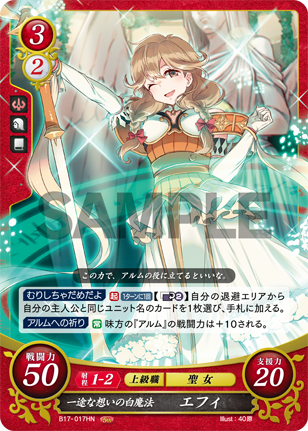 3
2
SAMPLE
この力で、アルムの役に立てるといいな。
むりしちゃだめだよ 起 1ターンに1回 【2】自分の退避エリアから
自分の主人公と同じユニット名のカードを1枚選び、手札に加える。
アルムへの祈り 常 味方の『アルム』の戦闘力は+10される。
戦闘力
50
射程 1-2 上級職 聖女
支援力
20
一途な想いの白魔法 エフィ
B17-017HN Illust:40原